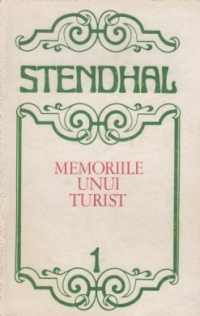 STENDHAL
MEMORIILE
UNUI
TURIST
1